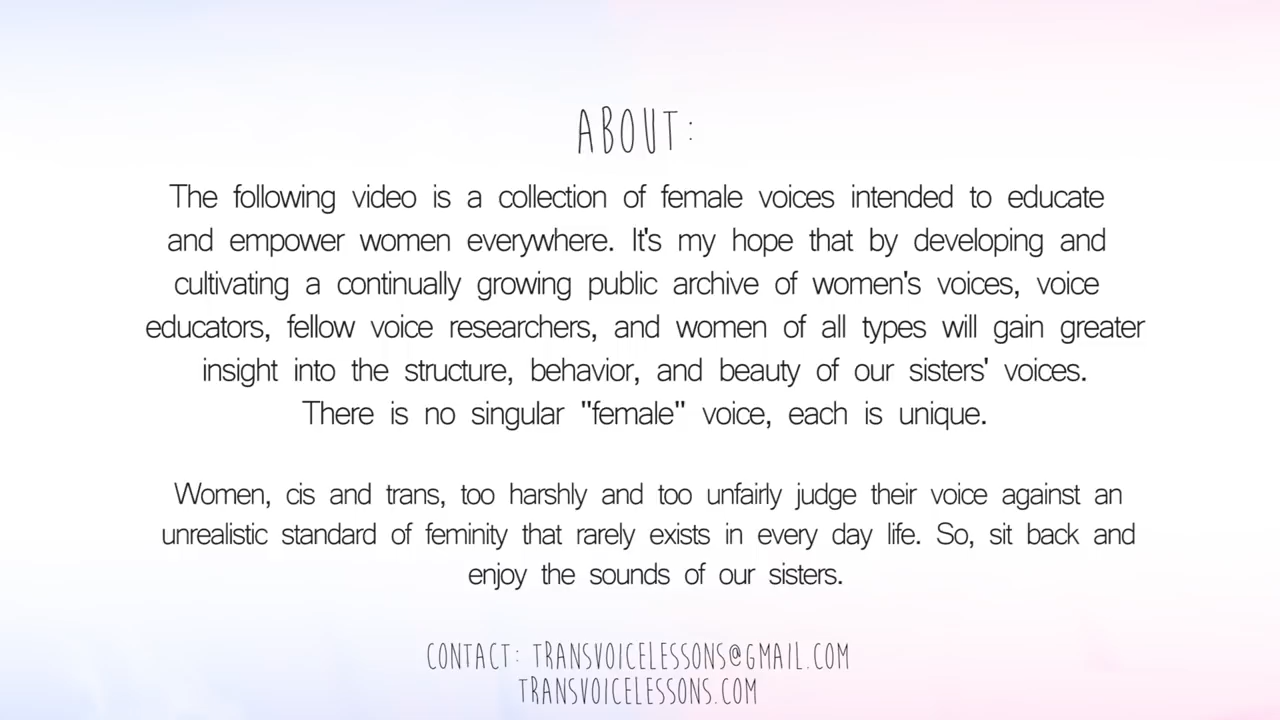 ABOUT:
The following video is a collection of female voices intended to educate
and empower women everywhere. It's my hope that by developing and
cultivating a continually growing public archive of women's voices, voice
educators, fellow voice researchers, and women of all types will gain greater
insight into the structure, behavior, and beauty of our sisters' voices.
There is no singular "female" voice, each is unique.
Women, cis and trans, too harshly and too unfairly judge their voice against an
unrealistic standard of feminity that rarely exists in every day life. So, sit back and
enjoy the sounds of our sisters.
CONTACT: TRANSVOICELESSONS@GMAIL.COM
TRANSVOICELESSONS.COM